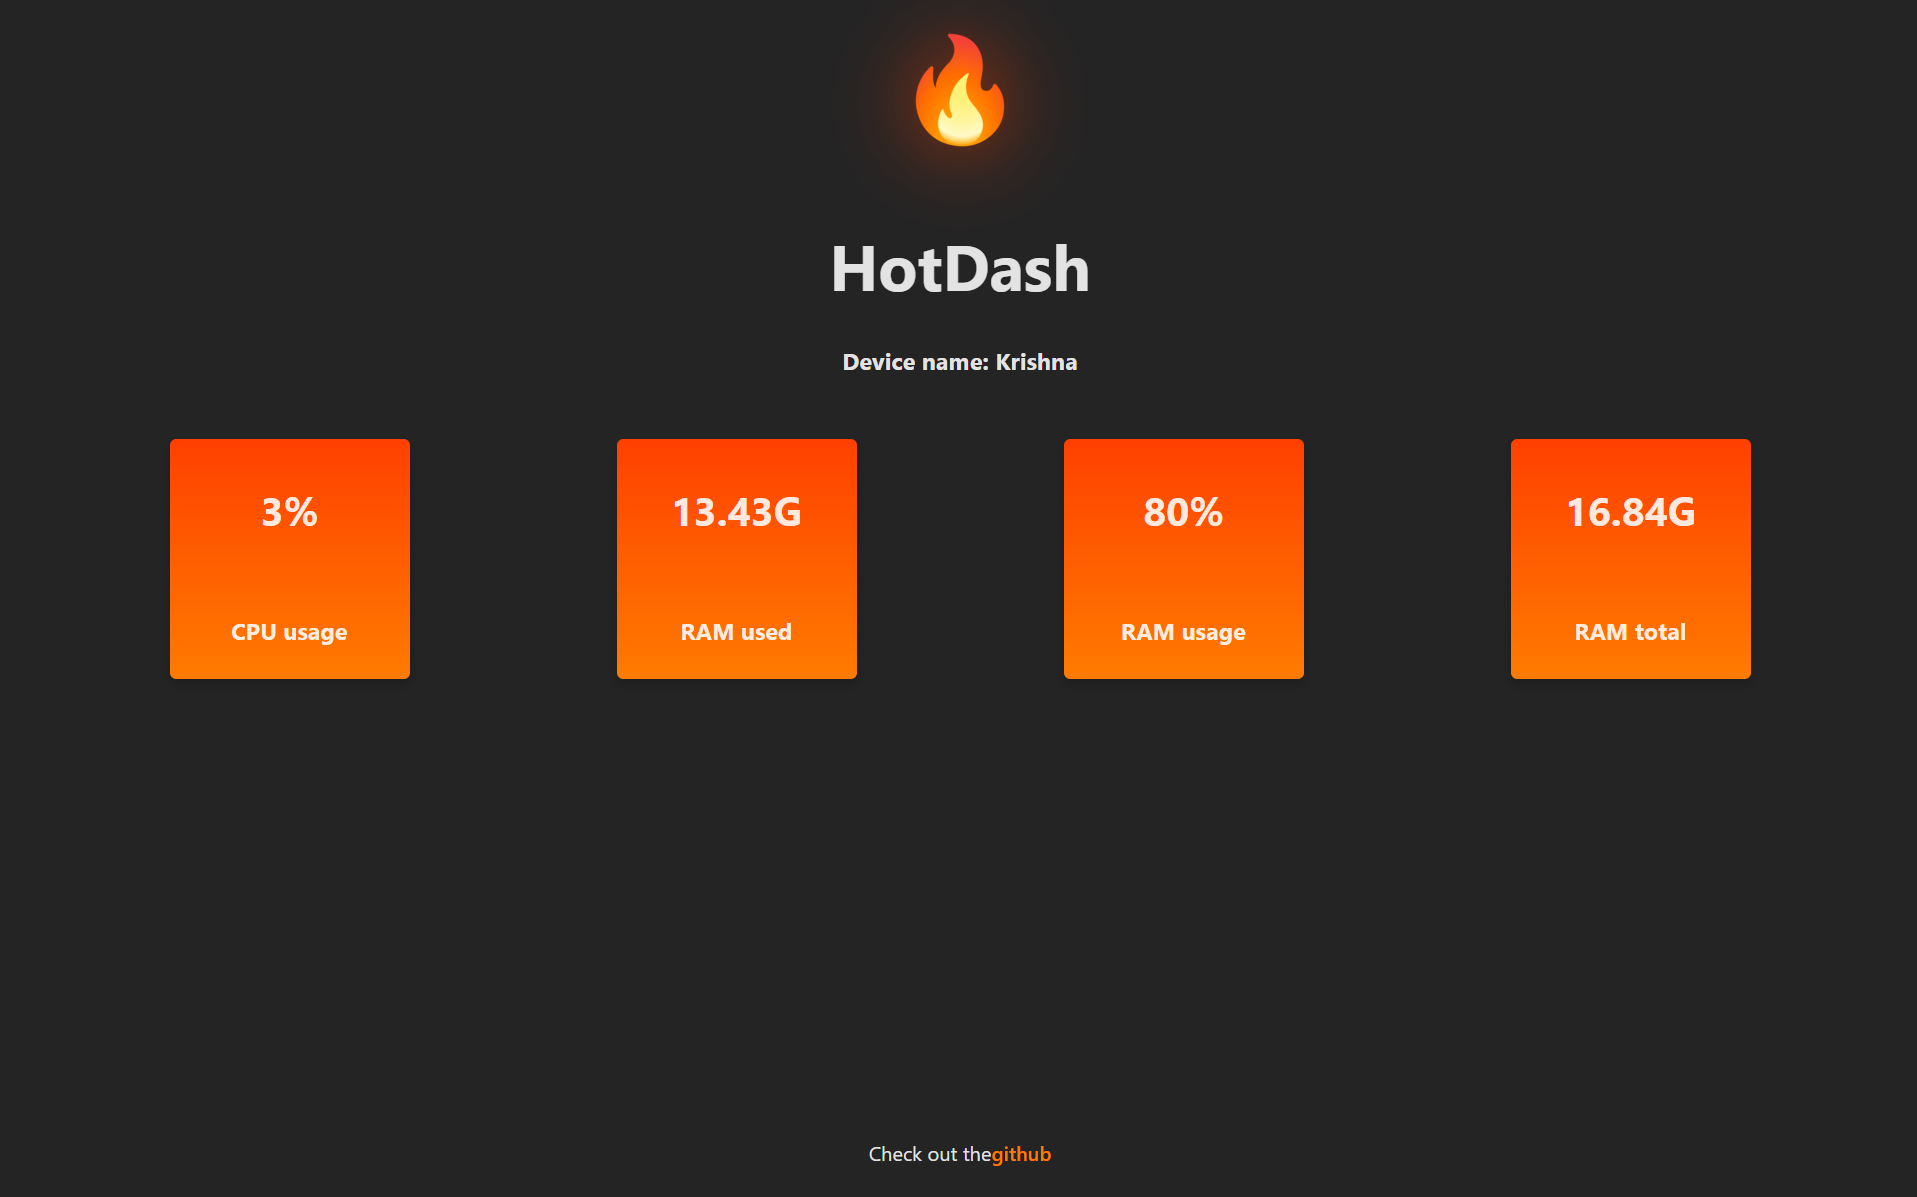 HotDash
Device name: Krishna
3%
CPU usage
13.43G
RAM used
80%
RAM usage
16.84G
RAM total
Check out thegithub